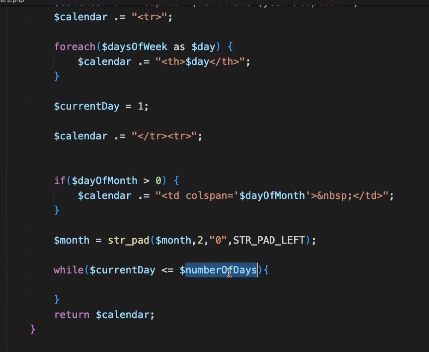 $calendar .= "<tr>";
foreach($daysOfWeek as $day) {
$calendar .= "<th>$day</th>";
}
$currentDay = 1;
$calendar .= "</tr><tr>";
if($dayOfMonth > 0) {
$calendar .= "<td colspan='$dayOfMonth'>&nbsp;</td>";
}
$month = str_pad($month,2,"0",STR_PAD_LEFT);
while($currentDay <= $numberOfDays){
}
return $calendar;
}